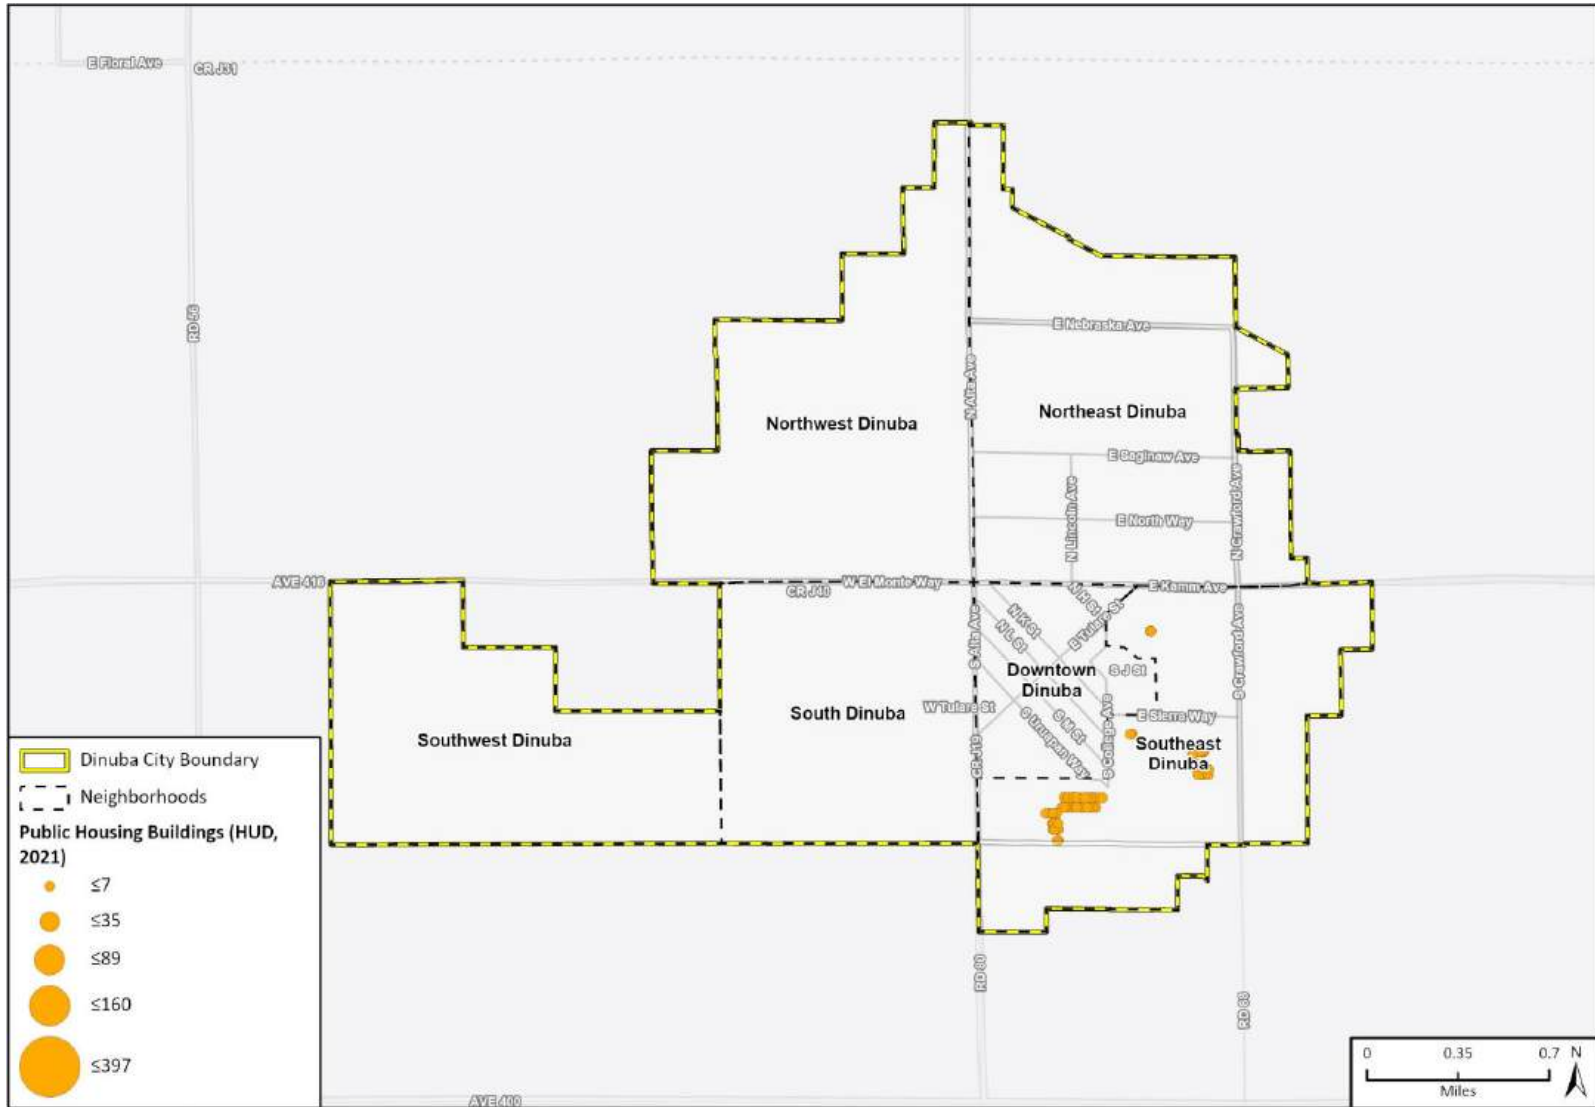 E Floral Ave
CR J31
RD 56
E Nebraska Ave
N Alta Ave
Northwest Dinuba
Northeast Dinuba
E Saginaw Ave
N Lincoln Ave
N Crawford Ave
E North Way
AVE 416
W El Monte Way
CR J40
E Kamm Ave
N H St
N K St
N L St
E Tulare St
S Alta Ave
S Crawford Ave
Downtown
Dinuba
S J St
W Tulare St
South Dinuba
S M St
S Uruapan Way
S College Ave
E Sierra Way
Southwest Dinuba
CR J19
Southeast
Dinuba
RD 80
RD 88
AVE 400
Dinuba City Boundary
Neighborhoods
Public Housing Buildings (HUD,
2021)
≤7
≤35
≤89
≤160
≤397
0 0.35 0.7 N
Miles